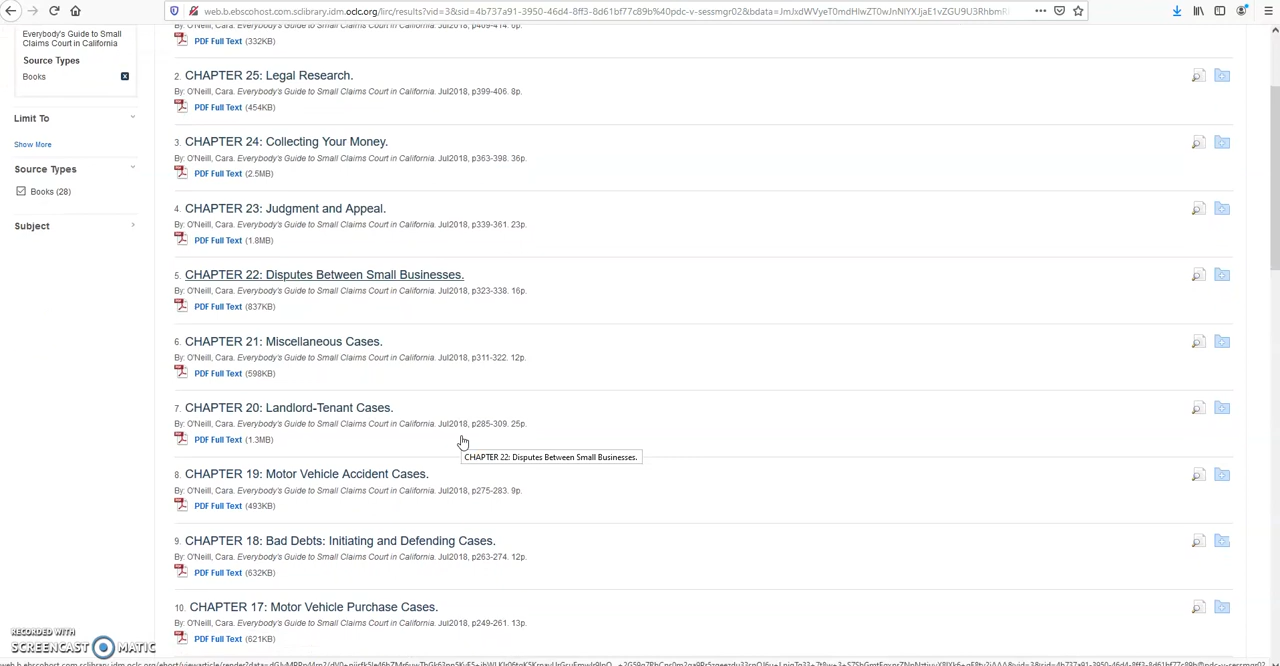 web.b.ebscohost.com.sclibrary.idm.oclc.org/lirc/results?vid=3&sid=4b737a91-3950-46d4-8ff3-8d61bf77c89b%40pdc-v-sessmgr02&bdata=
Everybody's Guide to Small
Claims Court in California
Source Types
Books
Limit To
Show More
Source Types
Books (28)
Subject
PDF Full Text (332KB)
2. CHAPTER 25: Legal Research.
By: O'Neill, Cara. Everybody's Guide to Small Claims Court in California. Jul2018, p399-406. 8p.
PDF Full Text (454KB)
3. CHAPTER 24: Collecting Your Money.
By: O'Neill, Cara. Everybody's Guide to Small Claims Court in California. Jul2018, p363-398. 36p.
PDF Full Text (2.5MB)
4. CHAPTER 23: Judgment and Appeal.
By: O'Neill, Cara. Everybody's Guide to Small Claims Court in California. Jul2018, p339-361. 23p.
PDF Full Text (1.8MB)
5. CHAPTER 22: Disputes Between Small Businesses.
By: O'Neill, Cara. Everybody's Guide to Small Claims Court in California. Jul2018, p323-338. 16p.
PDF Full Text (837KB)
6. CHAPTER 21: Miscellaneous Cases.
By: O'Neill, Cara. Everybody's Guide to Small Claims Court in California. Jul2018, p311-322. 12p.
PDF Full Text (598KB)
7. CHAPTER 20: Landlord-Tenant Cases.
By: O'Neill, Cara. Everybody's Guide to Small Claims Court in California. Jul2018, p285-309. 25p.
PDF Full Text (1.3MB)
CHAPTER 22: Disputes Between Small Businesses.
8. CHAPTER 19: Motor Vehicle Accident Cases.
By: O'Neill, Cara. Everybody's Guide to Small Claims Court in California. Jul2018, p275-283. 9p.
PDF Full Text (493KB)
9. CHAPTER 18: Bad Debts: Initiating and Defending Cases.
By: O'Neill, Cara. Everybody's Guide to Small Claims Court in California. Jul2018, p263-274. 12p.
PDF Full Text (632KB)
10. CHAPTER 17: Motor Vehicle Purchase Cases.
By: O'Neill, Cara. Everybody's Guide to Small Claims Court in California. Jul2018, p249-261. 13p.
PDF Full Text (621KB)
RECORDED WITH
SCREENCAST MATIC